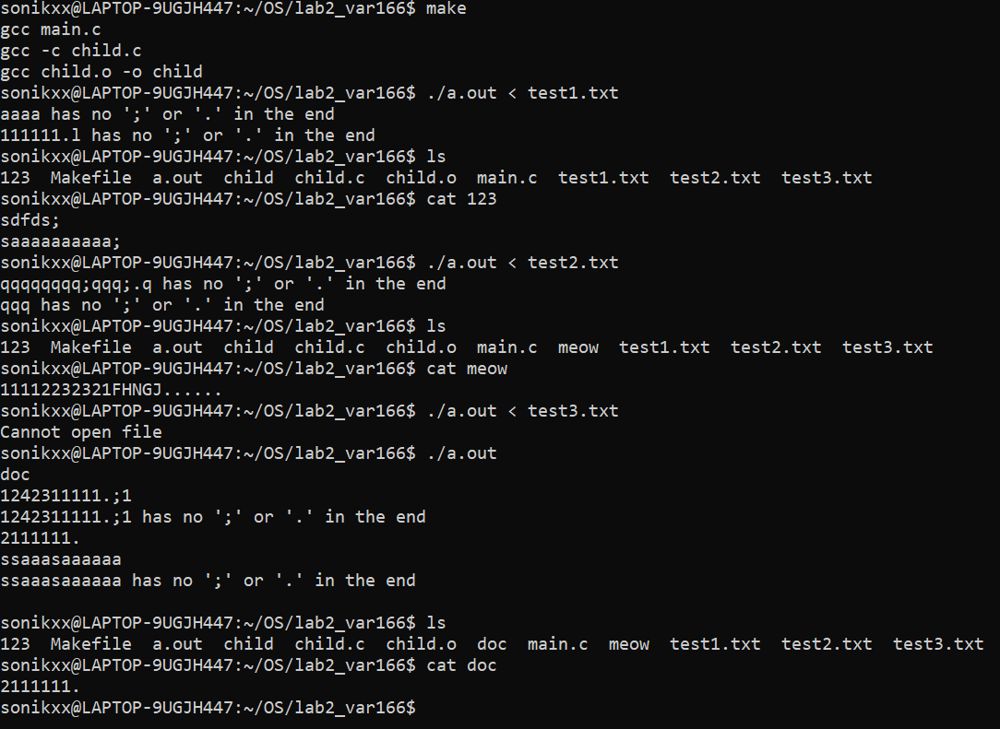 sonikxx@LAPTOP-9UGJH447:~/OS/lab2_var166$ make
gcc main.c
gcc -c child.c
gcc child.o -o child
sonikxx@LAPTOP-9UGJH447:~/OS/lab2_var166$ ./a.out < test1.txt
aaaa has no ';' or '.' in the end
111111.l has no ';' or '.' in the end
sonikxx@LAPTOP-9UGJH447:~/OS/lab2_var166$ ls
123  Makefile  a.out  child  child.c  child.o  main.c  test1.txt  test2.txt  test3.txt
sonikxx@LAPTOP-9UGJH447:~/OS/lab2_var166$ cat 123
sdfds;
saaaaaaaaaa;
sonikxx@LAPTOP-9UGJH447:~/OS/lab2_var166$ ./a.out < test2.txt
qqqqqqqq;qqq;.q has no ';' or '.' in the end
qqq has no ';' or '.' in the end
sonikxx@LAPTOP-9UGJH447:~/OS/lab2_var166$ ls
123  Makefile  a.out  child  child.c  child.o  main.c  meow  test1.txt  test2.txt  test3.txt
sonikxx@LAPTOP-9UGJH447:~/OS/lab2_var166$ cat meow
11112232321FHNGJ......
sonikxx@LAPTOP-9UGJH447:~/OS/lab2_var166$ ./a.out < test3.txt
Cannot open file
sonikxx@LAPTOP-9UGJH447:~/OS/lab2_var166$ ./a.out
doc
1242311111.;1
1242311111.;1 has no ';' or '.' in the end
2111111.
ssaaasaaaaaa
ssaaasaaaaaa has no ';' or '.' in the end
sonikxx@LAPTOP-9UGJH447:~/OS/lab2_var166$ ls
123  Makefile  a.out  child  child.c  child.o  doc  main.c  meow  test1.txt  test2.txt  test3.txt
sonikxx@LAPTOP-9UGJH447:~/OS/lab2_var166$ cat doc
2111111.
sonikxx@LAPTOP-9UGJH447:~/OS/lab2_var166$